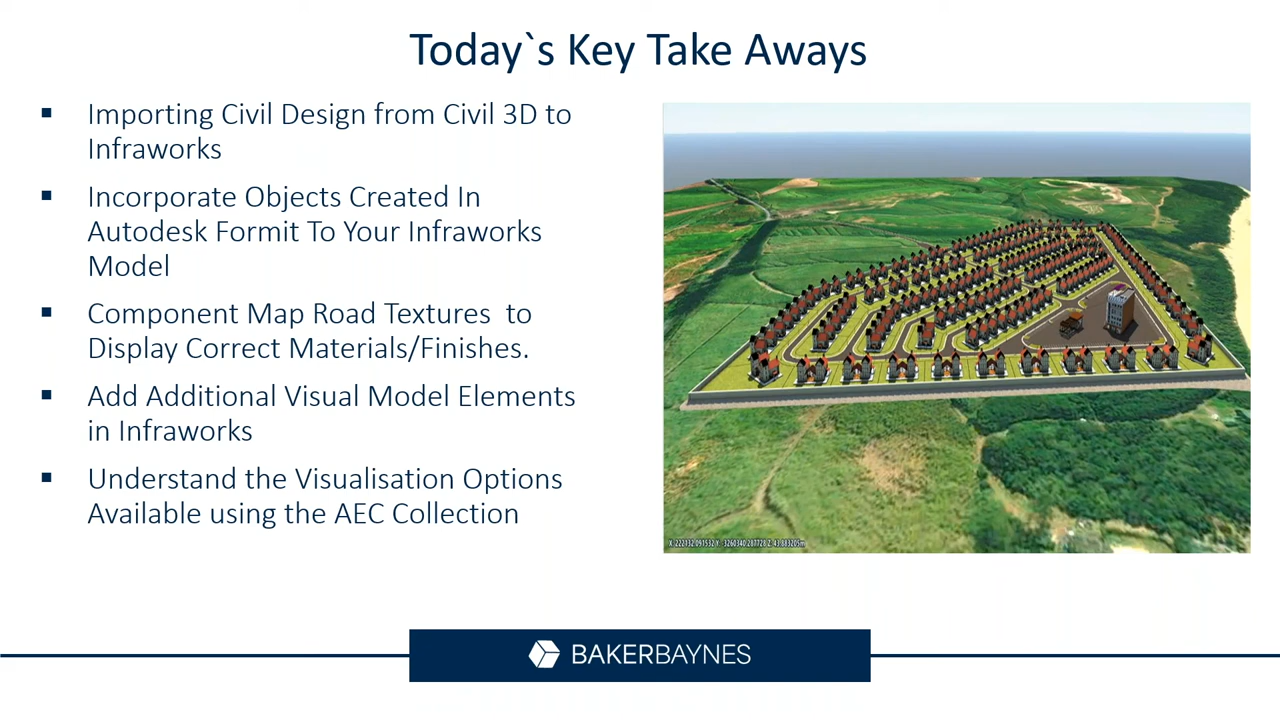 Today`s Key Take Aways
▪ Importing Civil Design from Civil 3D to
Infraworks
▪ Incorporate Objects Created In
Autodesk Formit To Your Infraworks
Model
▪ Component Map Road Textures  to
Display Correct Materials/Finishes.
▪ Add Additional Visual Model Elements
in Infraworks
▪ Understand the Visualisation Options
Available using the AEC Collection
BAKERBAYNES